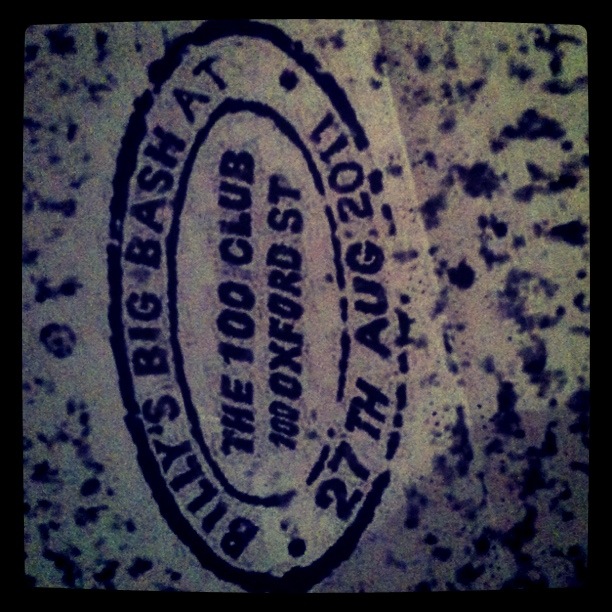 BILLY'S BIG BASH AT
THE 100 CLUB
100 OXFORD ST
27TH AUG 2011